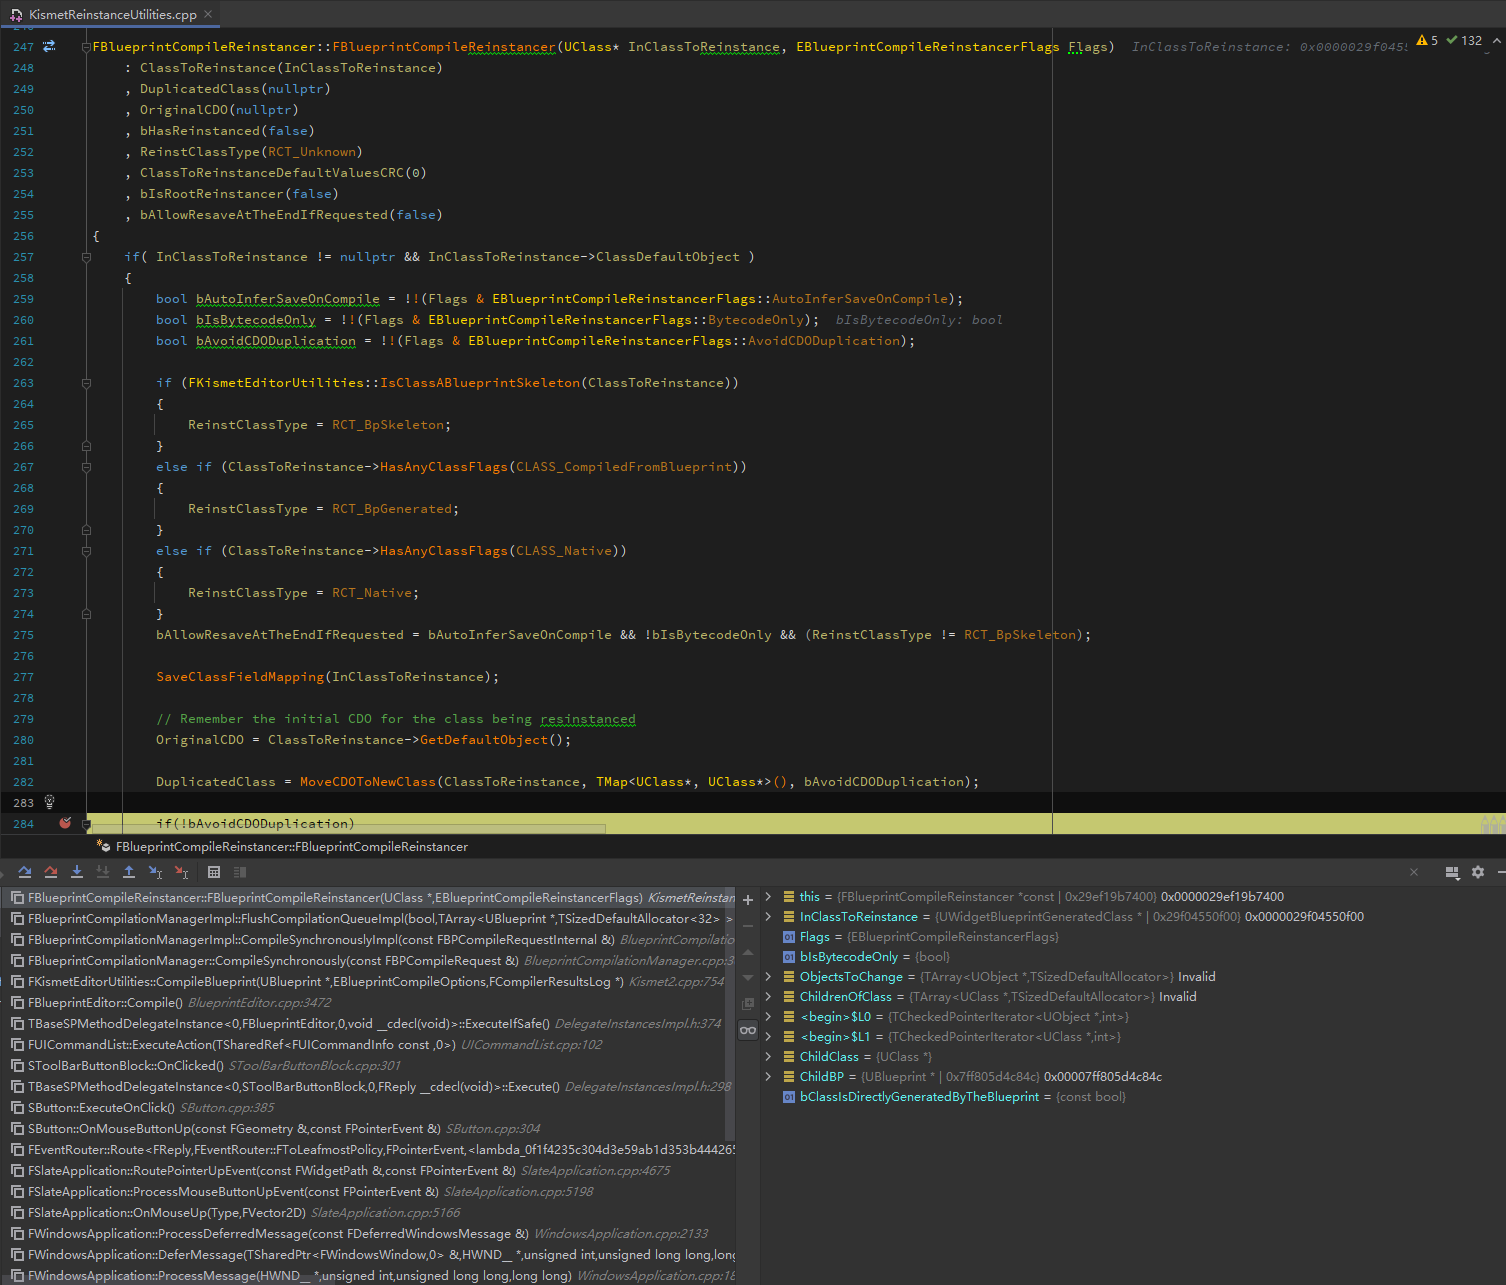 KismetReinstanceUtilities.cpp
247 FBlueprintCompileReinstancer::FBlueprintCompileReinstancer(UClass* InClassToReinstance, EBlueprintCompileReinstancerFlags Flags) InClassToReinstance: 0x0000029f0455 5 132
248 : ClassToReinstance(InClassToReinstance)
249 , DuplicatedClass(nullptr)
250 , OriginalCDO(nullptr)
251 , bHasReinstanced(false)
252 , ReinstClassType(RCT_Unknown)
253 , ClassToReinstanceDefaultValuesCRC(0)
254 , bIsRootReinstancer(false)
255 , bAllowResaveAtTheEndIfRequested(false)
256 {
257 if( InClassToReinstance != nullptr && InClassToReinstance->ClassDefaultObject )
258 {
259 bool bAutoInferSaveOnCompile = !!(Flags & EBlueprintCompileReinstancerFlags::AutoInferSaveOnCompile);
260 bool bIsBytecodeOnly = !!(Flags & EBlueprintCompileReinstancerFlags::BytecodeOnly); bIsBytecodeOnly: bool
261 bool bAvoidCDODuplication = !!(Flags & EBlueprintCompileReinstancerFlags::AvoidCDODuplication);
262
263 if (FKismetEditorUtilities::IsClassABlueprintSkeleton(ClassToReinstance))
264 {
265 ReinstClassType = RCT_BpSkeleton;
266 }
267 else if (ClassToReinstance->HasAnyClassFlags(CLASS_CompiledFromBlueprint))
268 {
269 ReinstClassType = RCT_BpGenerated;
270 }
271 else if (ClassToReinstance->HasAnyClassFlags(CLASS_Native))
272 {
273 ReinstClassType = RCT_Native;
274 }
275 bAllowResaveAtTheEndIfRequested = bAutoInferSaveOnCompile && !bIsBytecodeOnly && (ReinstClassType != RCT_BpSkeleton);
276
277 SaveClassFieldMapping(InClassToReinstance);
278
279 // Remember the initial CDO for the class being resinstanced
280 OriginalCDO = ClassToReinstance->GetDefaultObject();
281
282 DuplicatedClass = MoveCDOToNewClass(ClassToReinstance, TMap<UClass*, UClass*>(), bAvoidCDODuplication);
283
284 if(!bAvoidCDODuplication)
FBlueprintCompileReinstancer::FBlueprintCompileReinstancer
FBlueprintCompileReinstancer::FBlueprintCompileReinstancer(UClass *,EBlueprintCompileReinstancerFlags) KismetReinstan
FBlueprintCompilationManagerImpl::FlushCompilationQueueImpl(bool,TArray<UBlueprint *,TSizedDefaultAllocator<32> >
FBlueprintCompilationManagerImpl::CompileSynchronouslyImpl(const FBPCompileRequestInternal &) BlueprintCompilatio
FBlueprintCompilationManager::CompileSynchronously(const FBPCompileRequest &) BlueprintCompilationManager.cpp:3
FKismetEditorUtilities::CompileBlueprint(UBlueprint *,EBlueprintCompileOptions,FCompilerResultsLog *) Kismet2.cpp:754
FBlueprintEditor::Compile() BlueprintEditor.cpp:3472
TBaseSPMethodDelegateInstance<0,FBlueprintEditor,0,void __cdecl(void)>::ExecuteIfSafe() DelegateInstancesImpl.h:374
FUICommandList::ExecuteAction(TSharedRef<FUICommandInfo const ,0>) UICommandList.cpp:102
SToolBarButtonBlock::OnClicked() SToolBarButtonBlock.cpp:301
TBaseSPMethodDelegateInstance<0,SToolBarButtonBlock,0,FReply __cdecl(void)>::Execute() DelegateInstancesImpl.h:298
SButton::ExecuteOnClick() SButton.cpp:385
SButton::OnMouseButtonUp(const FGeometry &,const FPointerEvent &) SButton.cpp:304
FEventRouter::Route<FReply,FEventRouter::FToLeafmostPolicy,FPointerEvent,<lambda_0f1f4235c304d3e59ab1d353b444265
FSlateApplication::RoutePointerUpEvent(const FWidgetPath &,const FPointerEvent &) SlateApplication.cpp:4675
FSlateApplication::ProcessMouseButtonUpEvent(const FPointerEvent &) SlateApplication.cpp:5198
FSlateApplication::OnMouseUp(Type,FVector2D) SlateApplication.cpp:5166
FWindowsApplication::ProcessDeferredMessage(const FDeferredWindowsMessage &) WindowsApplication.cpp:2133
FWindowsApplication::DeferMessage(TSharedPtr<FWindowsWindow,0> &,HWND__ *,unsigned int,unsigned long long,long
FWindowsApplication::ProcessMessage(HWND__ *,unsigned int,unsigned long long,long long) WindowsApplication.cpp:18
this = {FBlueprintCompileReinstancer *const | 0x29ef19b7400} 0x0000029ef19b7400
InClassToReinstance = {UWidgetBlueprintGeneratedClass * | 0x29f04550f00} 0x0000029f04550f00
Flags = {EBlueprintCompileReinstancerFlags}
bIsBytecodeOnly = {bool}
ObjectsToChange = {TArray<UObject *,TSizedDefaultAllocator>} Invalid
ChildrenOfClass = {TArray<UClass *,TSizedDefaultAllocator>} Invalid
<begin>$L0 = {TCheckedPointerIterator<UObject *,int>}
<begin>$L1 = {TCheckedPointerIterator<UClass *,int>}
ChildClass = {UClass *}
ChildBP = {UBlueprint * | 0x7ff805d4c84c} 0x00007ff805d4c84c
bClassIsDirectlyGeneratedByTheBlueprint = {const bool}